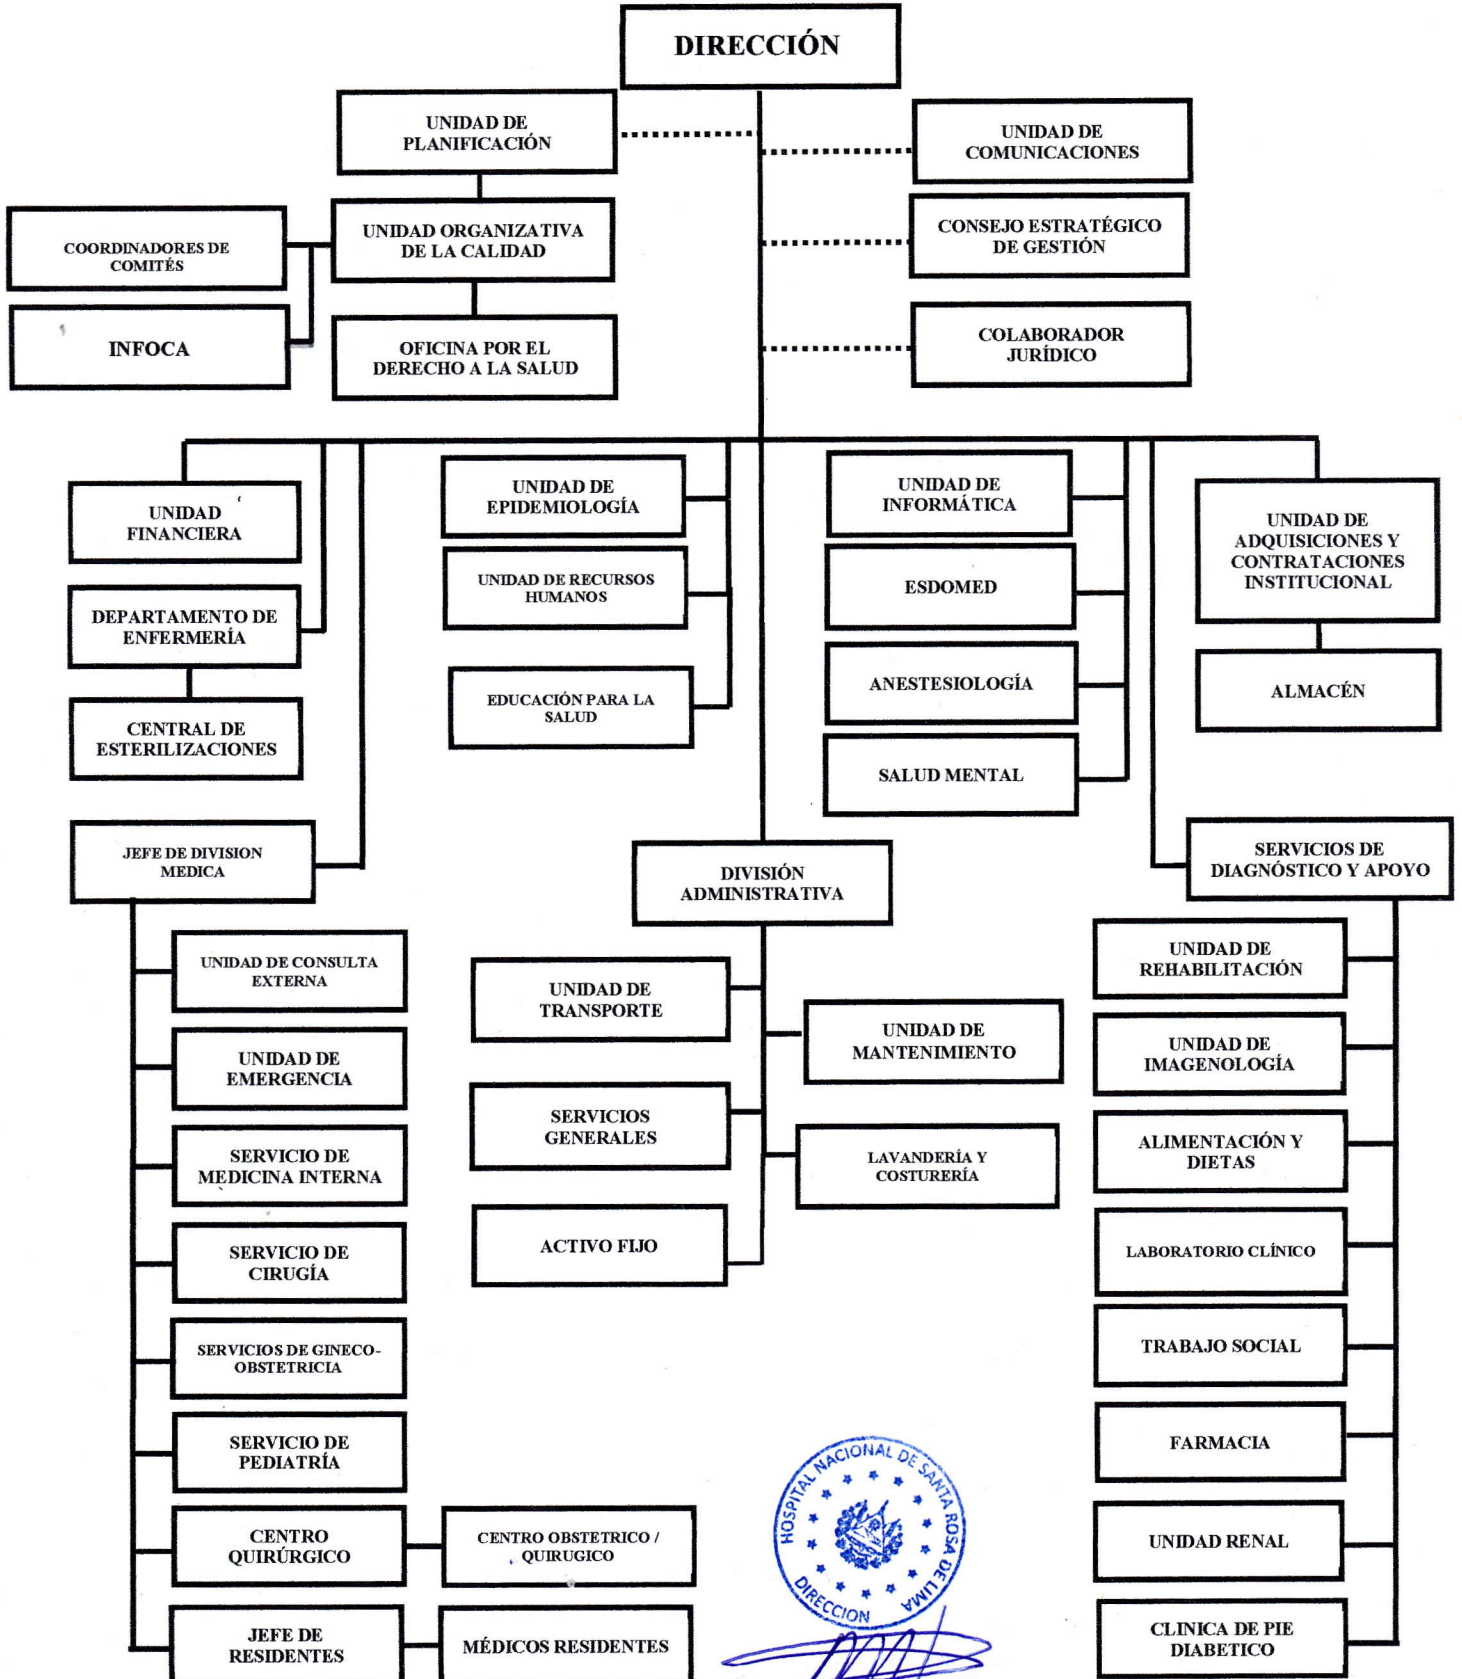 DIRECCIÓN
UNIDAD DE
PLANIFICACIÓN
UNIDAD DE
COMUNICACIONES
COORDINADORES DE
COMITÉS
UNIDAD ORGANIZATIVA
DE LA CALIDAD
CONSEJO ESTRATÉGICO
DE GESTIÓN
INFOCA
OFICINA POR EL
DERECHO A LA SALUD
COLABORADOR
JURÍDICO
UNIDAD
FINANCIERA
DEPARTAMENTO DE
ENFERMERÍA
CENTRAL DE
ESTERILIZACIONES
UNIDAD DE
EPIDEMIOLOGÍA
UNIDAD DE RECURSOS
HUMANOS
EDUCACIÓN PARA LA
SALUD
UNIDAD DE
INFORMÁTICA
ESDOMED
ANESTESIOLOGÍA
SALUD MENTAL
UNIDAD DE
ADQUISICIONES Y
CONTRATACIONES
INSTITUCIONAL
ALMACÉN
JEFE DE DIVISION
MEDICA
DIVISIÓN
ADMINISTRATIVA
SERVICIOS DE
DIAGNÓSTICO Y APOYO
UNIDAD DE CONSULTA
EXTERNA
UNIDAD DE
EMERGENCIA
SERVICIO DE
MEDICINA INTERNA
SERVICIO DE
CIRUGÍA
SERVICIOS DE GINECO-
OBSTETRICIA
SERVICIO DE
PEDIATRÍA
CENTRO
QUIRÚRGICO
CENTRO OBSTETRICO /
QUIRUGICO
JEFE DE
RESIDENTES
MÉDICOS RESIDENTES
UNIDAD DE
TRANSPORTE
UNIDAD DE
MANTENIMIENTO
SERVICIOS
GENERALES
LAVANDERÍA Y
COSTURERÍA
ACTIVO FIJO
UNIDAD DE
REHABILITACIÓN
UNIDAD DE
IMAGENOLOGÍA
ALIMENTACIÓN Y
DIETAS
LABORATORIO CLÍNICO
TRABAJO SOCIAL
FARMACIA
UNIDAD RENAL
CLINICA DE PIE
DIABETICO
HOSPITAL NACIONAL DE SANTA ROSA DE LIMA
DIRECCION